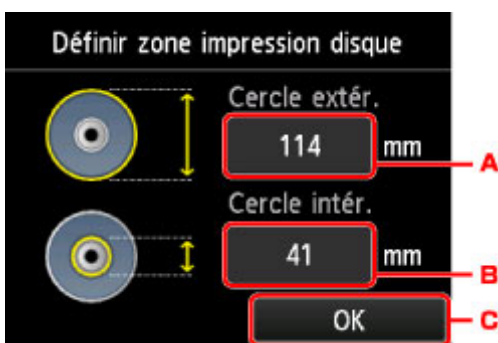 Définir zone impression disque
Cercle extér.
114 mm
A
Cercle intér.
41 mm
B
OK
C